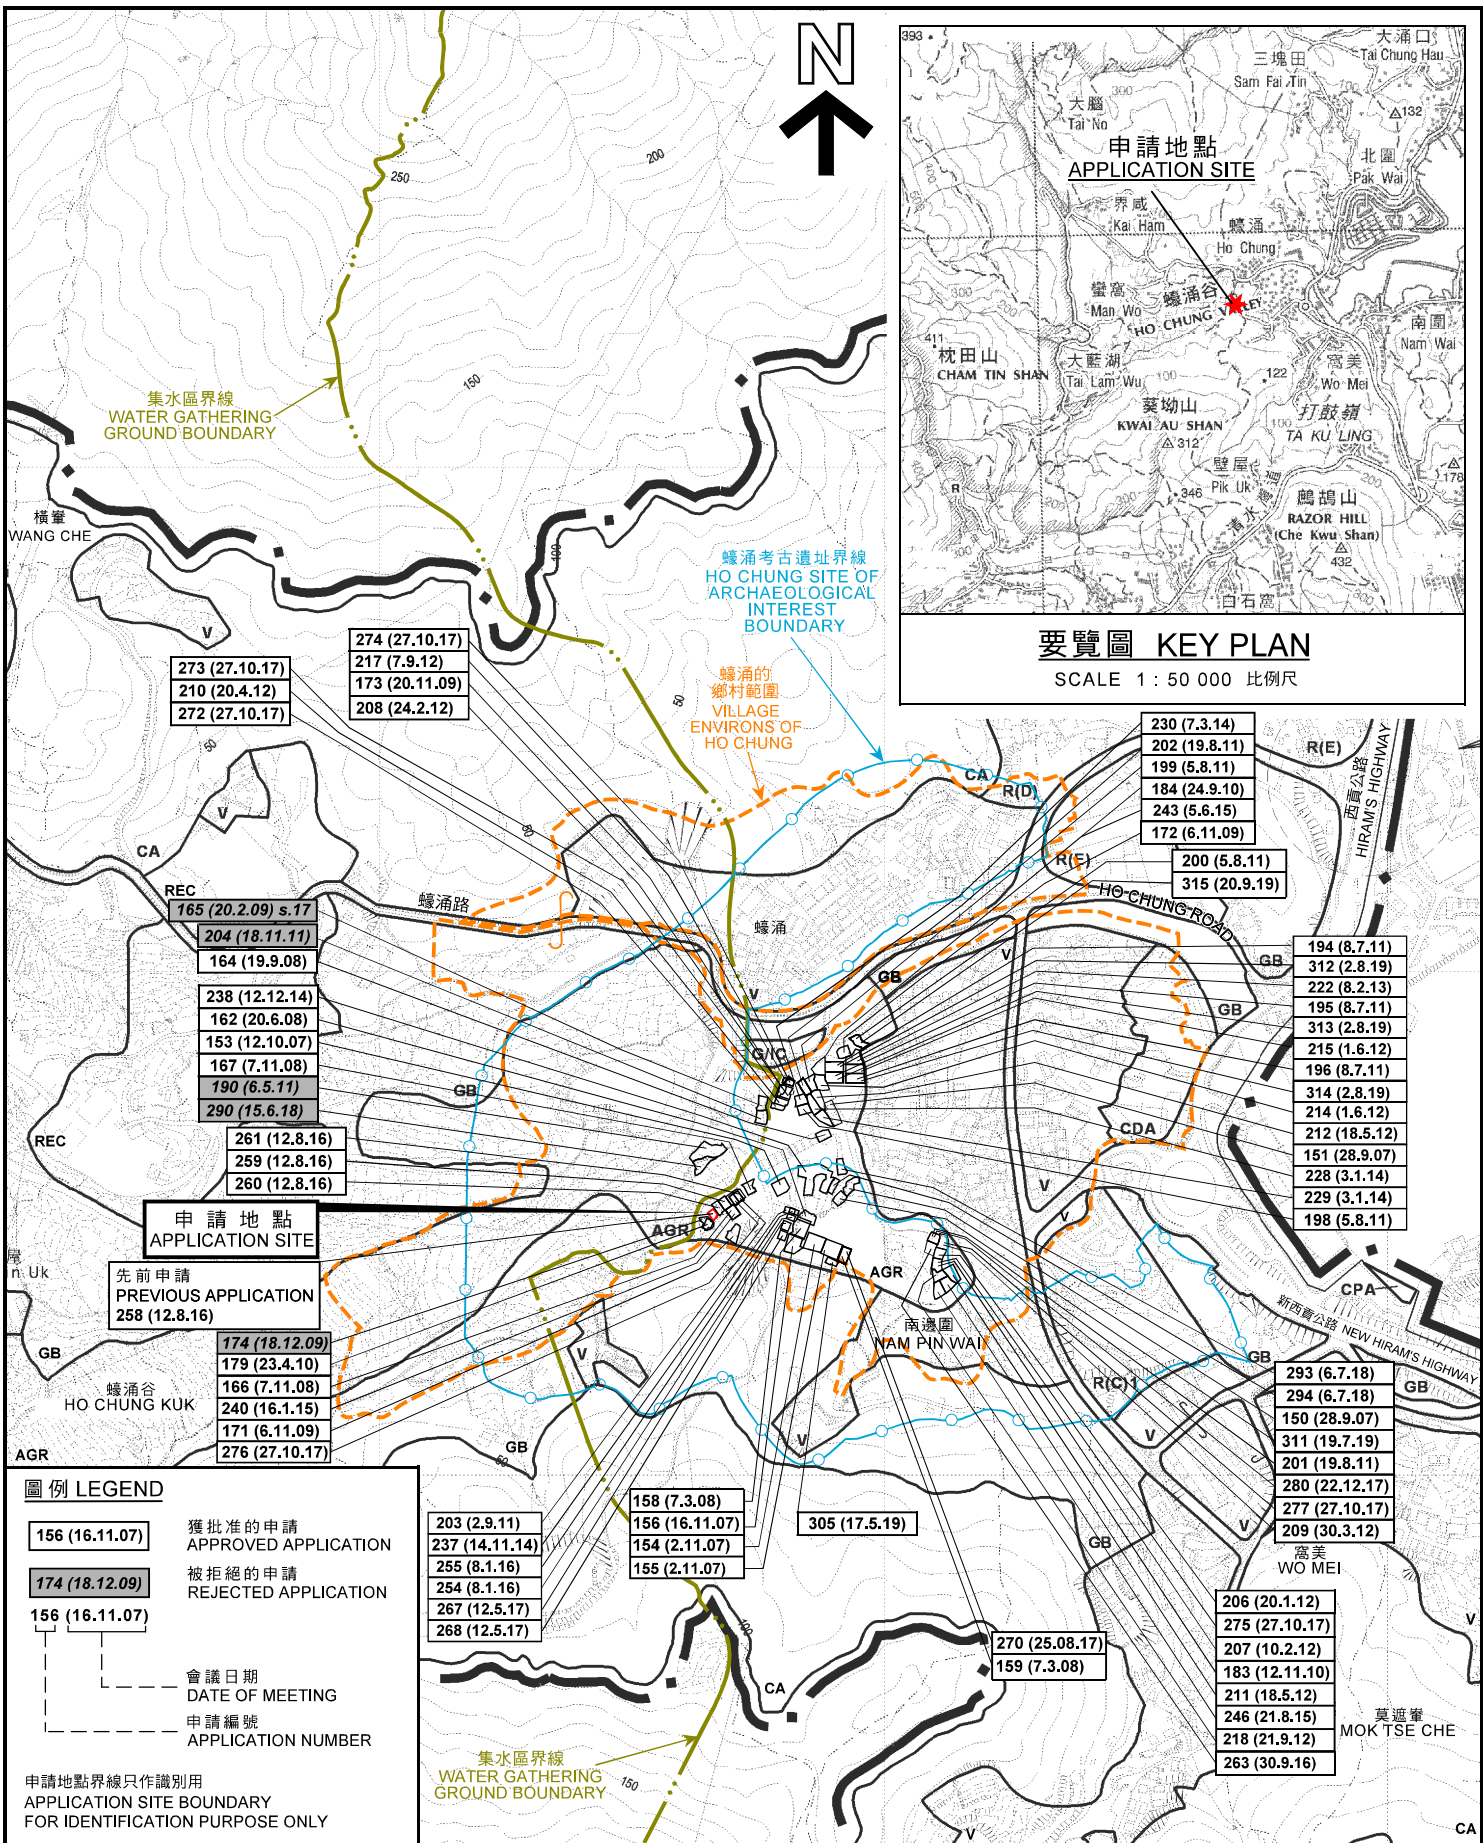 N
393
大涌口
Tai Chung Hau
三塊田
Sam Fai Tin
大腦
Tai No
132
申請地點
APPLICATION SITE
北圍
Pak Wai
界咸
Kai Ham
蠔涌
Ho Chung
蠻窩
Man Wo
蠔涌谷
HO CHUNG VALLEY
南圍
Nam Wai
411
枕田山
CHAM TIN SHAN
大藍湖
Tai Lam Wu
122
窩美
Wo Mei
葵坳山
KWAI AU SHAN
312
打鼓嶺
TA KU LING
壁屋
Pik Uk
346
178
鷓鴣山
RAZOR HILL
(Che Kwu Shan)
432
白石窩
要覽圖 KEY PLAN
SCALE 1 : 50 000 比例尺
集水區界線
WATER GATHERING
GROUND BOUNDARY
250
200
150
100
50
橫輋
WANG CHE
蠔涌考古遺址界線
HO CHUNG SITE OF
ARCHAEOLOGICAL
INTEREST
BOUNDARY
蠔涌的
鄉村範圍
VILLAGE
ENVIRONS OF
HO CHUNG
274 (27.10.17)
217 (7.9.12)
173 (20.11.09)
208 (24.2.12)
273 (27.10.17)
210 (20.4.12)
272 (27.10.17)
230 (7.3.14)
202 (19.8.11)
199 (5.8.11)
184 (24.9.10)
243 (5.6.15)
172 (6.11.09)
200 (5.8.11)
315 (20.9.19)
R(E)
西貢公路
HIRAM'S HIGHWAY
CA
R(D)
R(E)
HO CHUNG ROAD
V
V
CA
REC
蠔涌路
蠔涌
165 (20.2.09) s.17
204 (18.11.11)
164 (19.9.08)
238 (12.12.14)
162 (20.6.08)
153 (12.10.07)
167 (7.11.08)
190 (6.5.11)
290 (15.6.18)
261 (12.8.16)
259 (12.8.16)
260 (12.8.16)
194 (8.7.11)
312 (2.8.19)
222 (8.2.13)
195 (8.7.11)
313 (2.8.19)
215 (1.6.12)
196 (8.7.11)
314 (2.8.19)
214 (1.6.12)
212 (18.5.12)
151 (28.9.07)
228 (3.1.14)
229 (3.1.14)
198 (5.8.11)
GB
V
GB
V
GB
G/IC
GB
REC
CDA
V
V
申請地點
APPLICATION SITE
AGR
AGR
CPA
先前申請
PREVIOUS APPLICATION
258 (12.8.16)
新西貢公路 NEW HIRAM'S HIGHWAY
南邊圍
NAM PIN WAI
174 (18.12.09)
179 (23.4.10)
166 (7.11.08)
240 (16.1.15)
171 (6.11.09)
276 (27.10.17)
GB
蠔涌谷
HO CHUNG KUK
AGR
V
GB
R(C)1
GB
GB
V
V
293 (6.7.18)
294 (6.7.18)
150 (28.9.07)
311 (19.7.19)
201 (19.8.11)
280 (22.12.17)
277 (27.10.17)
209 (30.3.12)
窩美
WO MEI
V
GB
203 (2.9.11)
237 (14.11.14)
255 (8.1.16)
254 (8.1.16)
267 (12.5.17)
268 (12.5.17)
158 (7.3.08)
156 (16.11.07)
154 (2.11.07)
155 (2.11.07)
305 (17.5.19)
270 (25.08.17)
159 (7.3.08)
206 (20.1.12)
275 (27.10.17)
207 (10.2.12)
183 (12.11.10)
211 (18.5.12)
246 (21.8.15)
218 (21.9.12)
263 (30.9.16)
莫遮輋
MOK TSE CHE
V
CA
V
CA
集水區界線
WATER GATHERING
GROUND BOUNDARY
150
圖例 LEGEND
156 (16.11.07)
獲批准的申請
APPROVED APPLICATION
174 (18.12.09)
被拒絕的申請
REJECTED APPLICATION
156 (16.11.07)
會議日期
DATE OF MEETING
申請編號
APPLICATION NUMBER
申請地點界線只作識別用
APPLICATION SITE BOUNDARY
FOR IDENTIFICATION PURPOSE ONLY